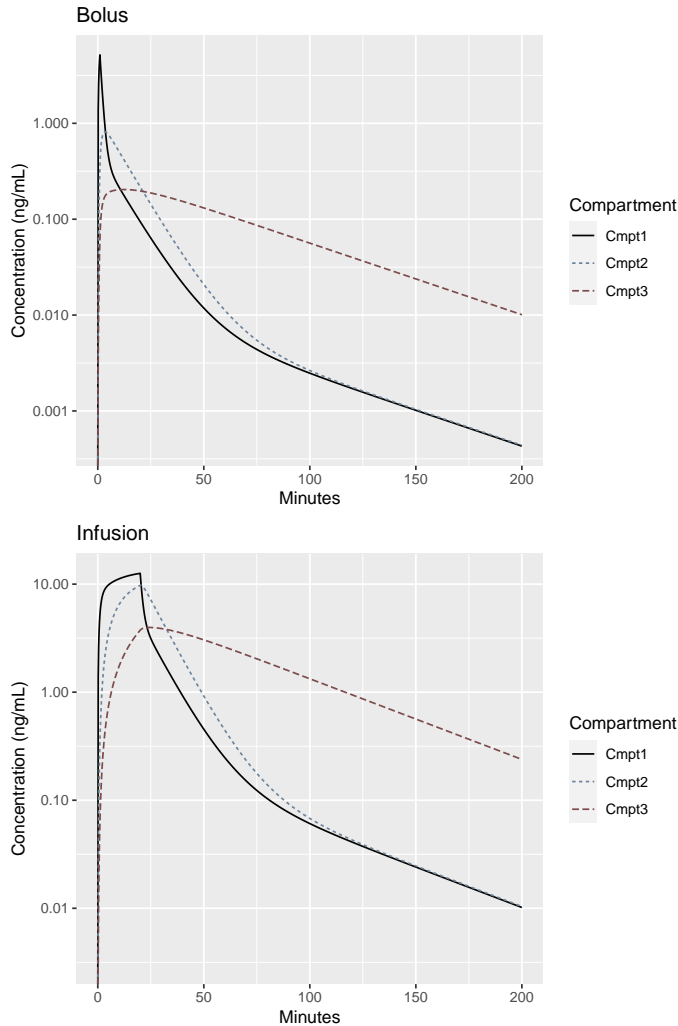 Bolus
Concentration (ng/mL)
1.000
0.100
0.010
0.001
0 50 100 150 200
Minutes
Compartment
Cmpt1
Cmpt2
Cmpt3
Infusion
Concentration (ng/mL)
10.00
1.00
0.10
0.01
0 50 100 150 200
Minutes
Compartment
Cmpt1
Cmpt2
Cmpt3